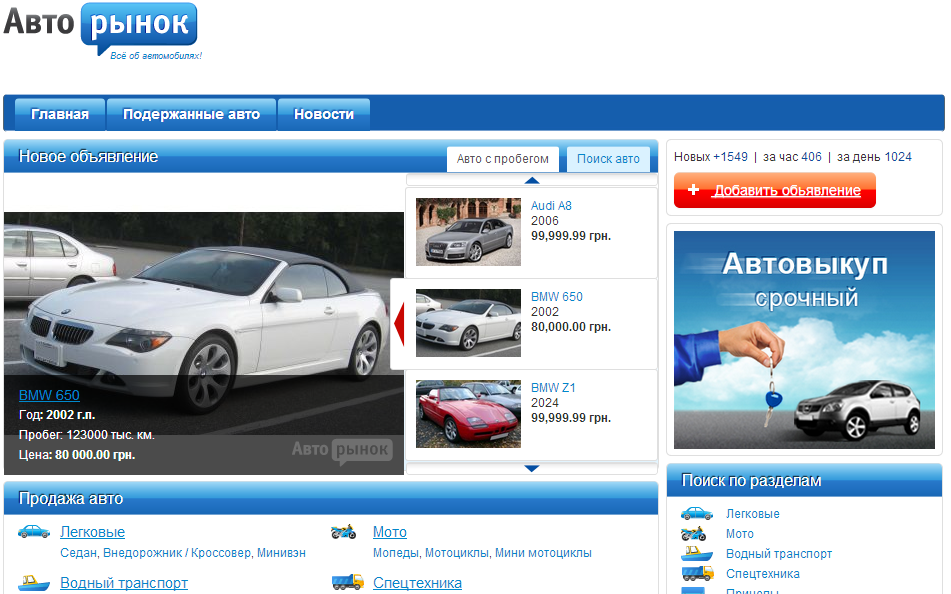 Авто рынок
Всё об автомобилях!
Главная
Подержанные авто
Новости
Новое объявление
Авто с пробегом
Поиск авто
BMW 650
Год: 2002 г.п.
Пробег: 123000 тыс. км.
Цена: 80 000.00 грн.
Авто рынок
Audi A8
2006
99,999.99 грн.
BMW 650
2002
80,000.00 грн.
BMW Z1
2024
99,999.99 грн.
Новых +1549 | за час 406 | за день 1024
+ Добавить обьявление
Автовыкуп
срочный
Продажа авто
Легковые
Седан, Внедорожник / Кроссовер, Минивэн
Мото
Мопеды, Мотоциклы, Мини мотоциклы
Водный транспорт
Спецтехника
Поиск по разделам
Легковые
Мото
Водный транспорт
Спецтехника
Прицепы